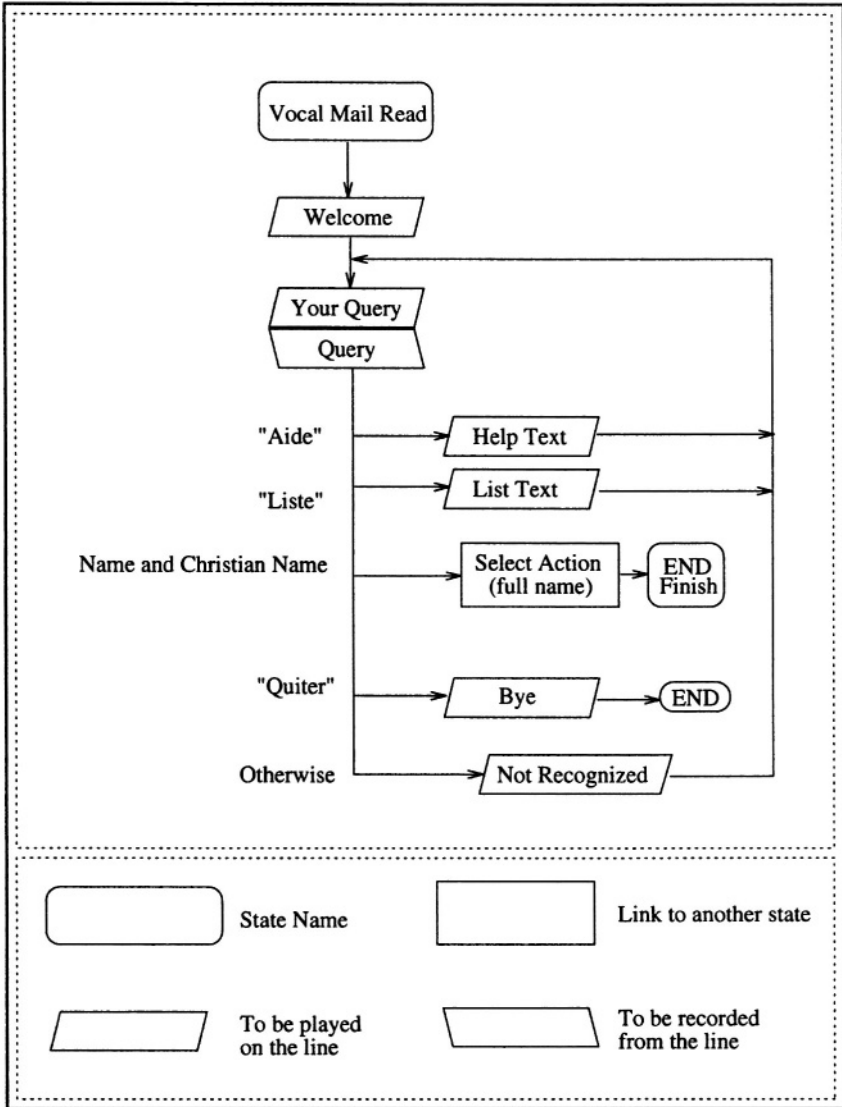 Vocal Mail Read
Welcome
Your Query
Query
"Aide"
Help Text
"Liste"
List Text
Name and Christian Name
Select Action
(full name)
END
Finish
"Quiter"
Bye
END
Otherwise
Not Recognized
State Name
Link to another state
To be played
on the line
To be recorded
from the line